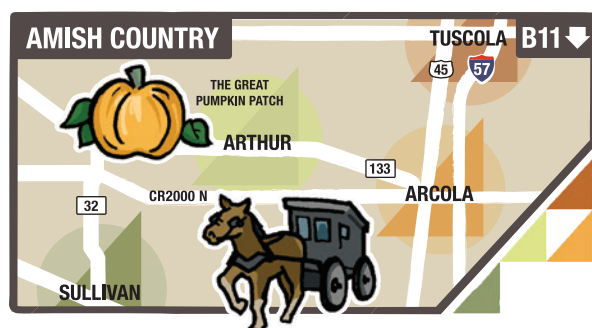 AMISH COUNTRY
TUSCOLA
B11
45
57
THE GREAT
PUMPKIN PATCH
ARTHUR
133
CR2000 N
ARCOLA
32
SULLIVAN